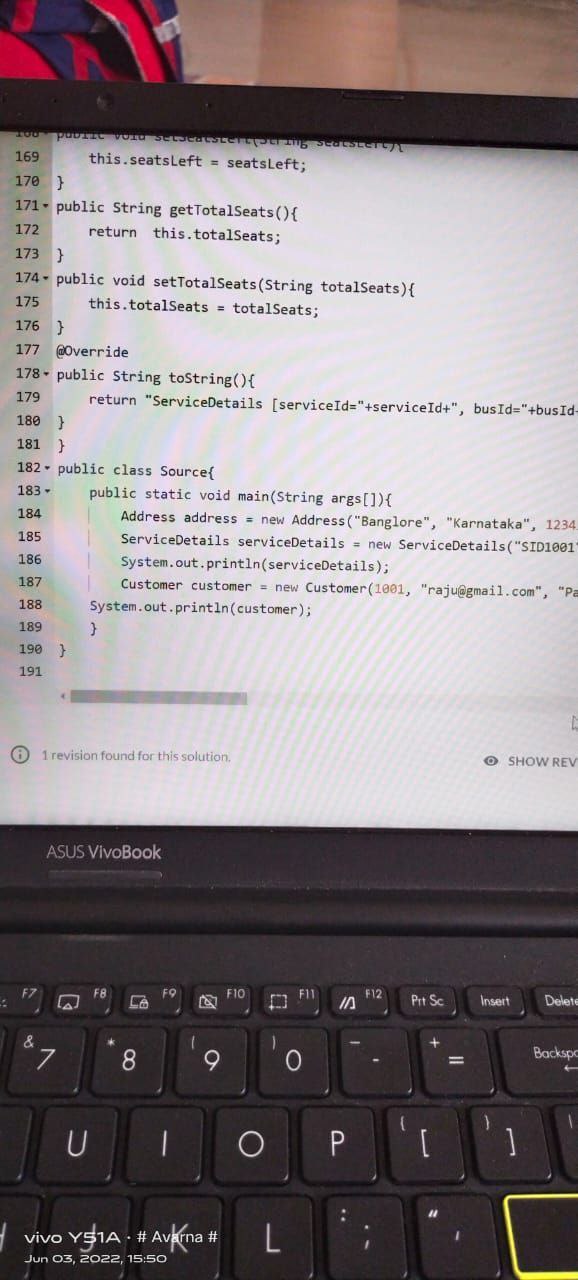 168 public void setSeatsLeft(String seatsLeft){
169 this.seatsLeft = seatsLeft;
170 }
171 public String getTotalSeats(){
172 return this.totalSeats;
173 }
174 public void setTotalSeats(String totalSeats){
175 this.totalSeats = totalSeats;
176 }
177 @Override
178 public String toString(){
179 return "ServiceDetails [serviceId="+serviceId+", busId="+busId+
180 }
181 }
182 public class Source{
183 public static void main(String args[]){
184 Address address = new Address("Banglore", "Karnataka", 1234
185 ServiceDetails serviceDetails = new ServiceDetails("SID1001"
186 System.out.println(serviceDetails);
187 Customer customer = new Customer(1001, "raju@gmail.com", "Pa
188 System.out.println(customer);
189 }
190 }
191
1 revision found for this solution.
SHOW REV
ASUS VivoBook
F7 F8 F9 F10 F11 F12 Prt Sc Insert Delete
& * ( ) _ +
7 8 9 0 - = Backspa
{ }
U I O P [ ]
: "
J K L ; '
vivo Y51A · # Avarna #
Jun 03, 2022, 15:50